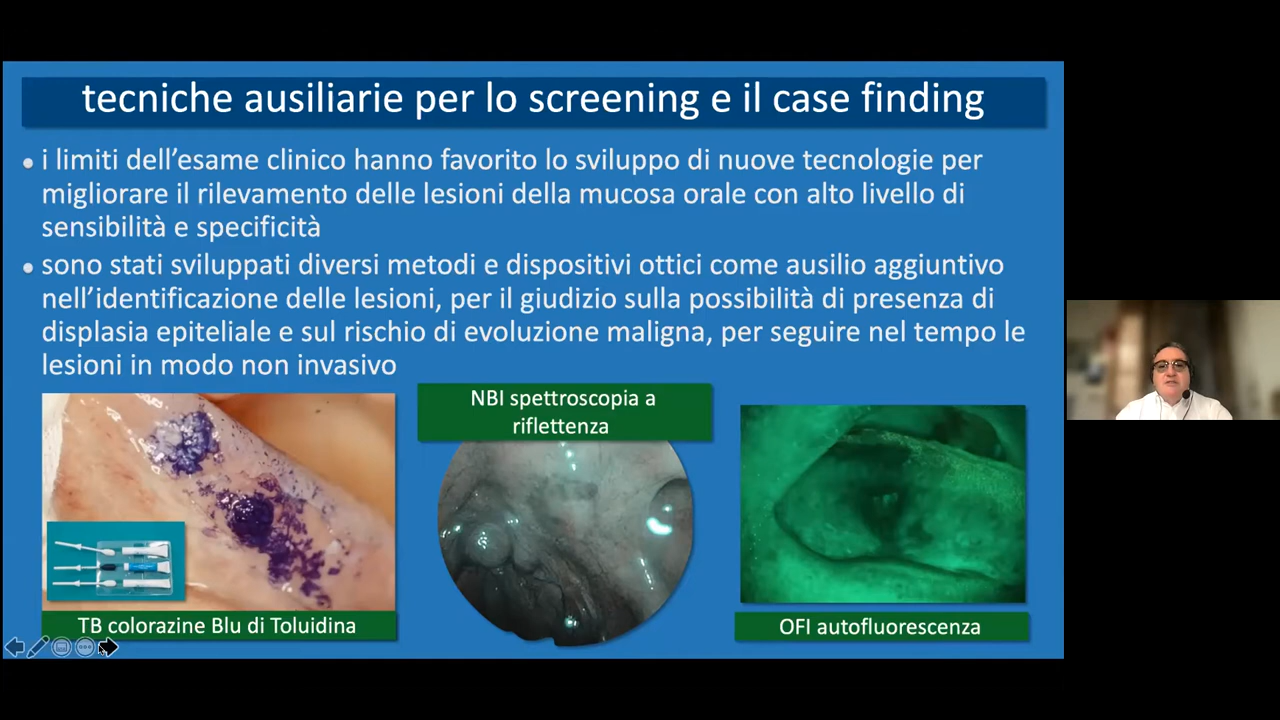 tecniche ausiliarie per lo screening e il case finding
• i limiti dell’esame clinico hanno favorito lo sviluppo di nuove tecnologie per
migliorare il rilevamento delle lesioni della mucosa orale con alto livello di
sensibilità e specificità
• sono stati sviluppati diversi metodi e dispositivi ottici come ausilio aggiuntivo
nell’identificazione delle lesioni, per il giudizio sulla possibilità di presenza di
displasia epiteliale e sul rischio di evoluzione maligna, per seguire nel tempo le
lesioni in modo non invasivo
NBI spettroscopia a
riflettenza
TB colorazine Blu di Toluidina
OFI autofluorescenza